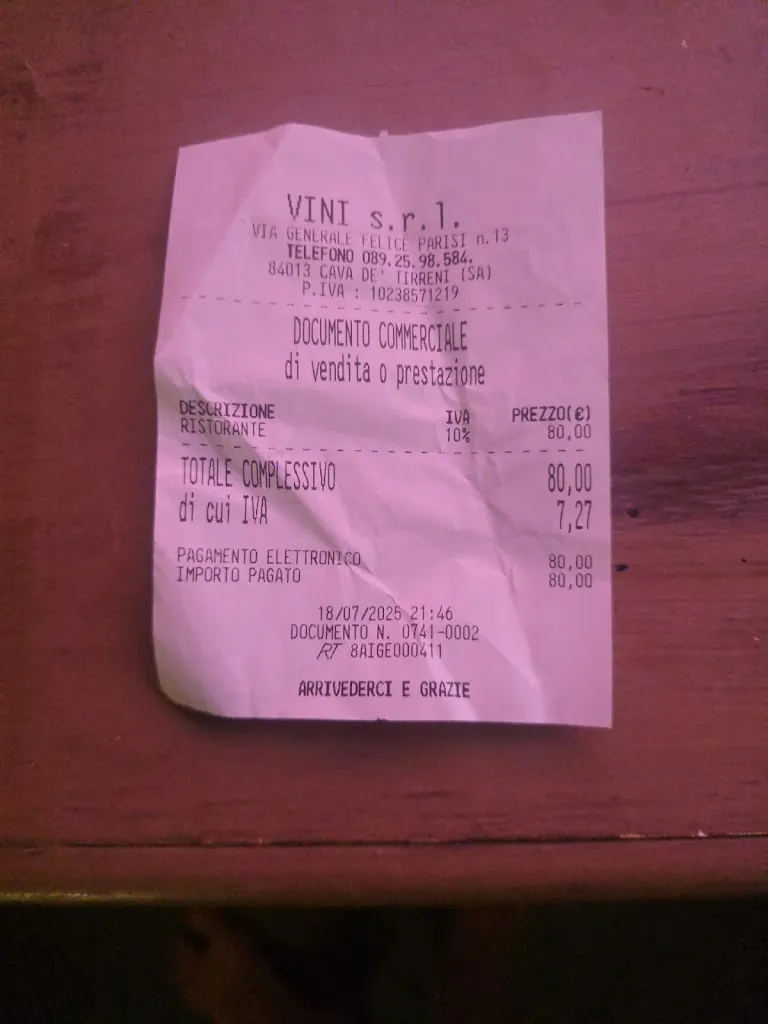 VINI s.r.l.
VIA GENERALE FELICE PARISI n.13
TELEFONO 089.25.98.584.
84013 CAVA DE' TIRRENI (SA)
P.IVA : 10238571219
DOCUMENTO COMMERCIALE
di vendita o prestazione
DESCRIZIONE IVA PREZZO(€)
RISTORANTE 10% 80,00
TOTALE COMPLESSIVO 80,00
di cui IVA 7,27
PAGAMENTO ELETTRONICO 80,00
IMPORTO PAGATO 80,00
18/07/2025 21:46
DOCUMENTO N. 0741-0002
RT 8AIGE000411
ARRIVEDERCI E GRAZIE